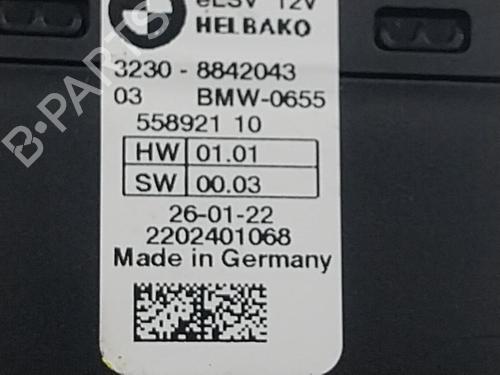 eLSV 12V
HELBAKO
3230 - 8842043
03 BMW-0655
558921 10
HW 01.01
SW 00.03
26-01-22
2202401068
Made in Germany
B-PARTS